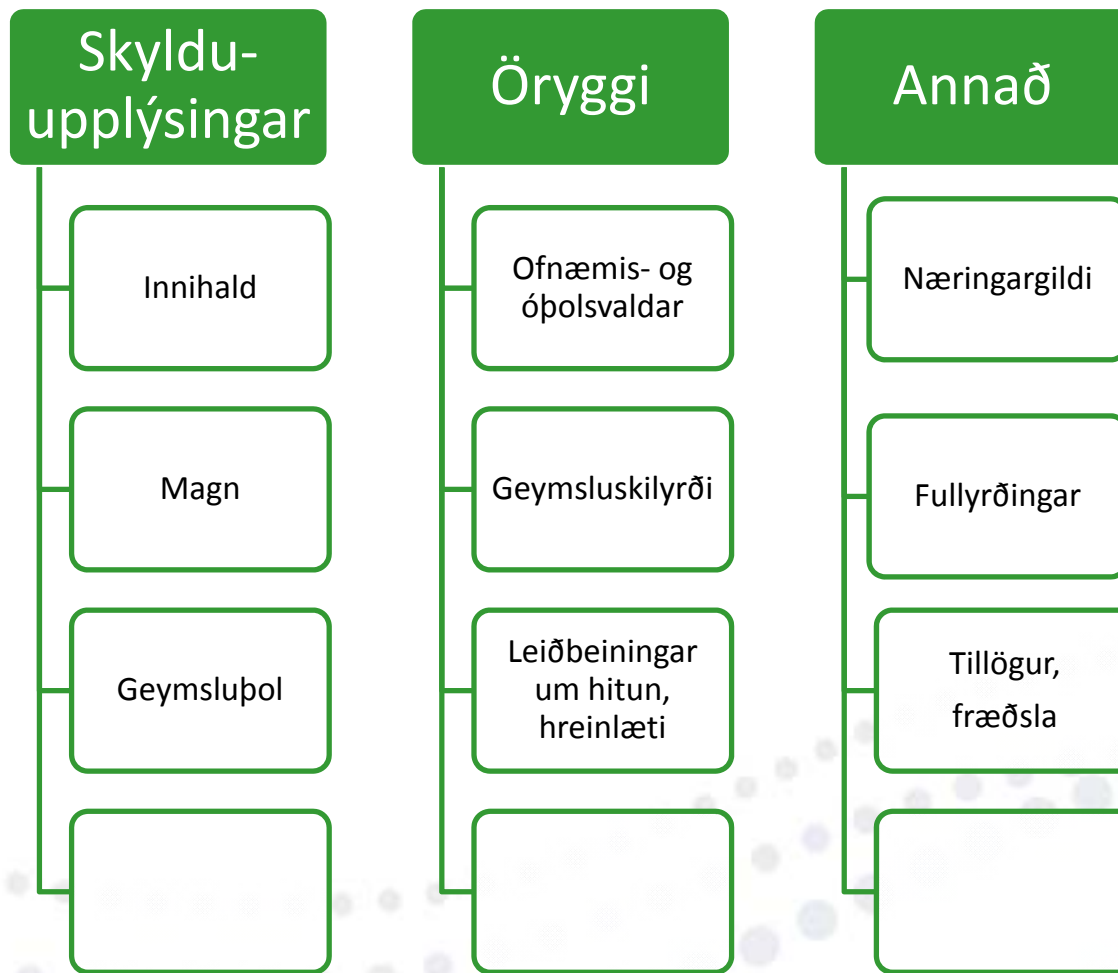 Skyldu-
upplýsingar
Innihald
Magn
Geymsluþol
Öryggi
Ofnæmis- og
óþolsvaldar
Geymsluskilyrði
Leiðbeiningar
um hitun,
hreinlæti
Annað
Næringargildi
Fullyrðingar
Tillögur,
fræðsla